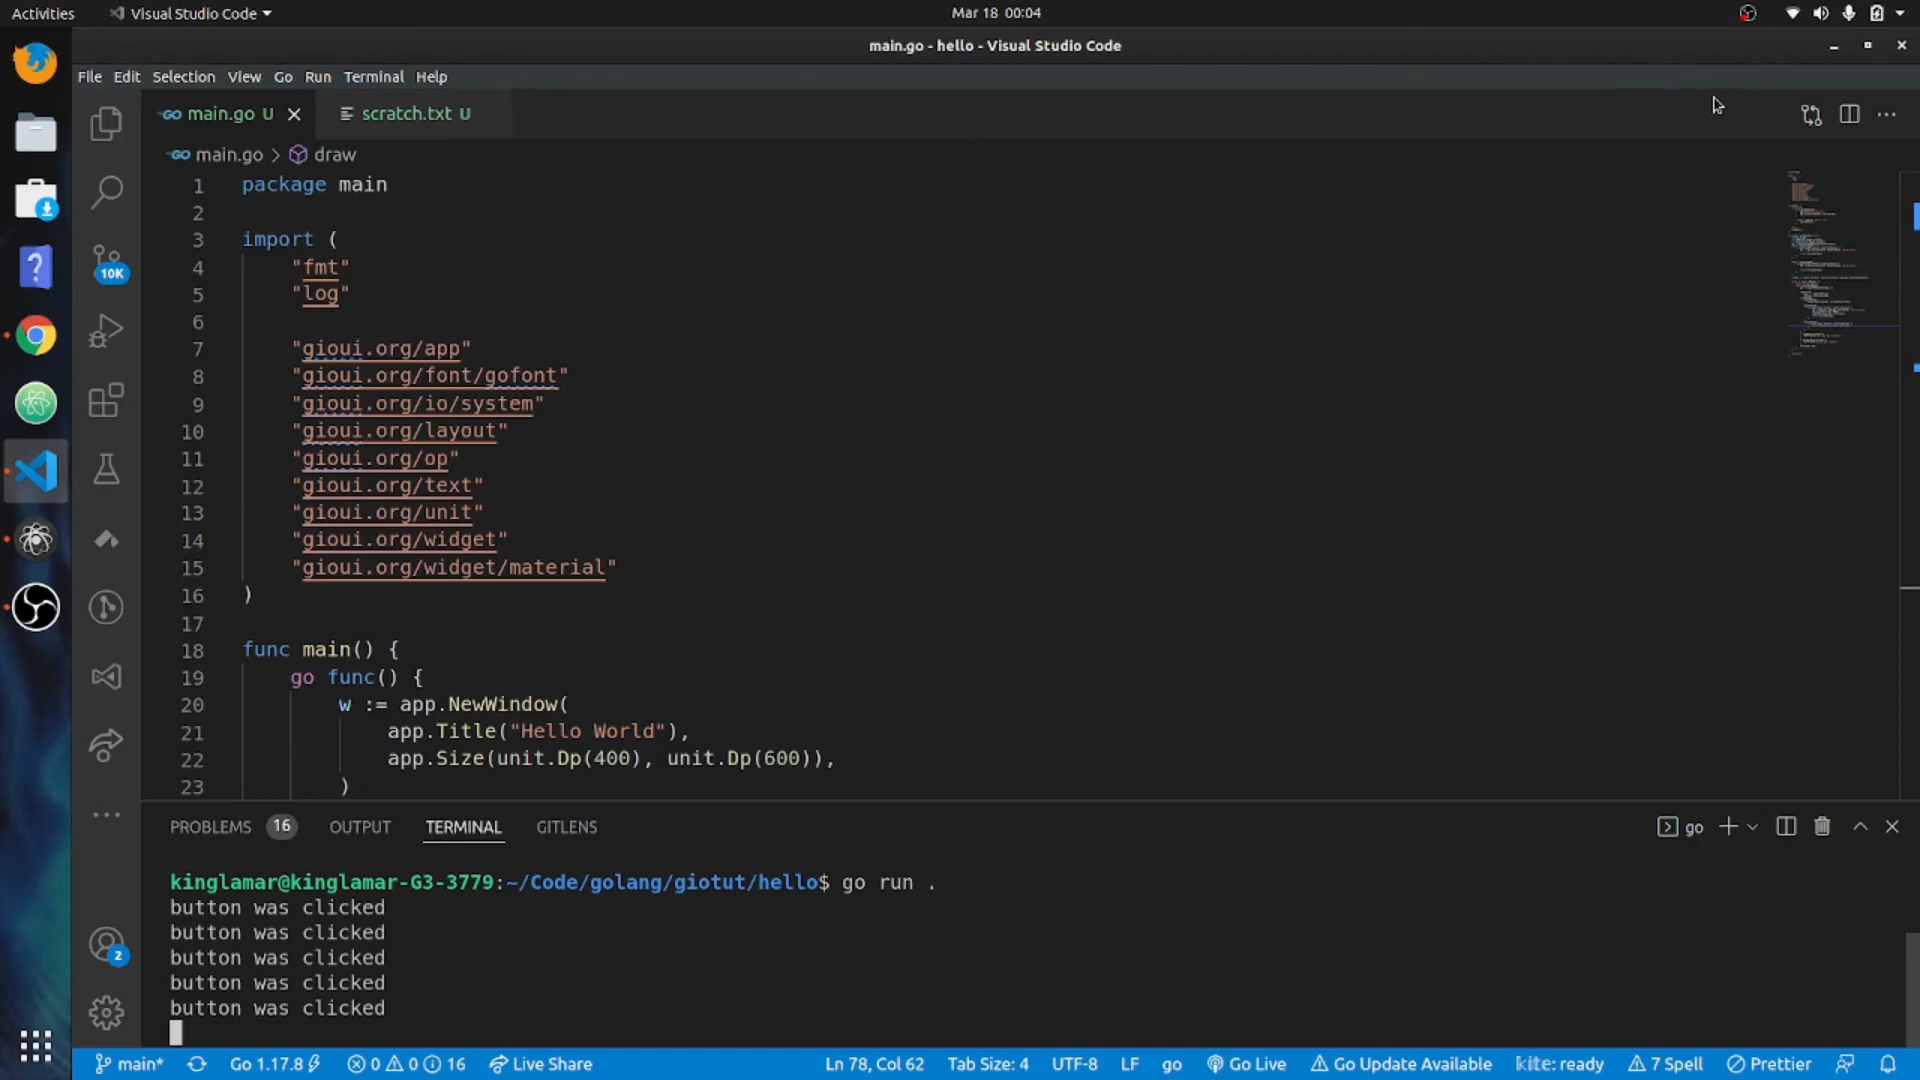 Activities
Visual Studio Code
Mar 18 00:04
main.go - hello - Visual Studio Code
File Edit Selection View Go Run Terminal Help
main.go U
scratch.txt U
main.go > draw
1 package main
2
3 import (
4 "fmt"
5 "log"
6
7 "gioui.org/app"
8 "gioui.org/font/gofont"
9 "gioui.org/io/system"
10 "gioui.org/layout"
11 "gioui.org/op"
12 "gioui.org/text"
13 "gioui.org/unit"
14 "gioui.org/widget"
15 "gioui.org/widget/material"
16 )
17
18 func main() {
19 go func() {
20 w := app.NewWindow(
21 app.Title("Hello World"),
22 app.Size(unit.Dp(400), unit.Dp(600)),
23 )
10K
2
PROBLEMS 16 OUTPUT TERMINAL GITLENS
go
kinglamar@kinglamar-G3-3779:~/Code/golang/giotut/hello$ go run .
button was clicked
button was clicked
button was clicked
button was clicked
button was clicked
main* Go 1.17.8 0 0 16 Live Share Ln 78, Col 62 Tab Size: 4 UTF-8 LF go Go Live Go Update Available kite: ready 7 Spell Prettier